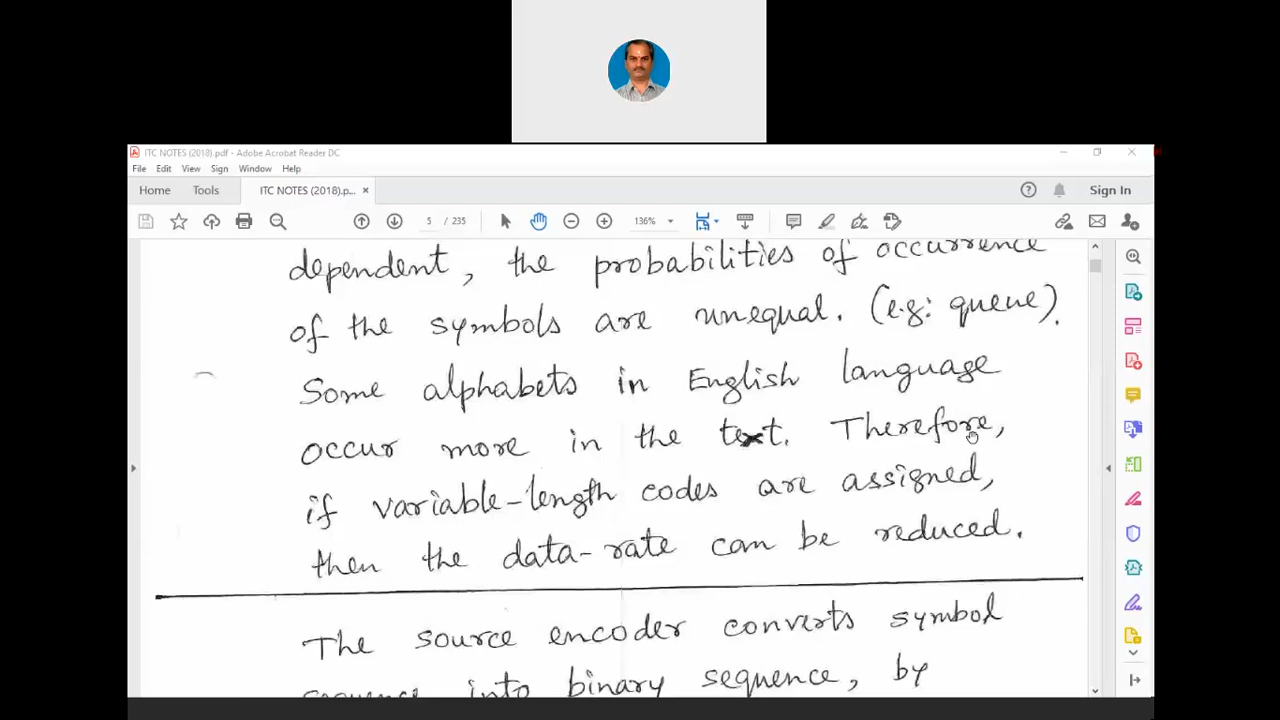 ITC NOTES (2018).pdf - Adobe Acrobat Reader DC
File Edit View Sign Window Help
Home Tools ITC NOTES (2018).p... × Sign In
5 / 235 136%
dependent, the probabilities of occurrence
of the symbols are unequal. (e.g: queue).
Some alphabets in English language
occur more in the text. Therefore,
if variable-length codes are assigned,
then the data-rate can be reduced.
The source encoder converts symbol
sequence into binary sequence, by